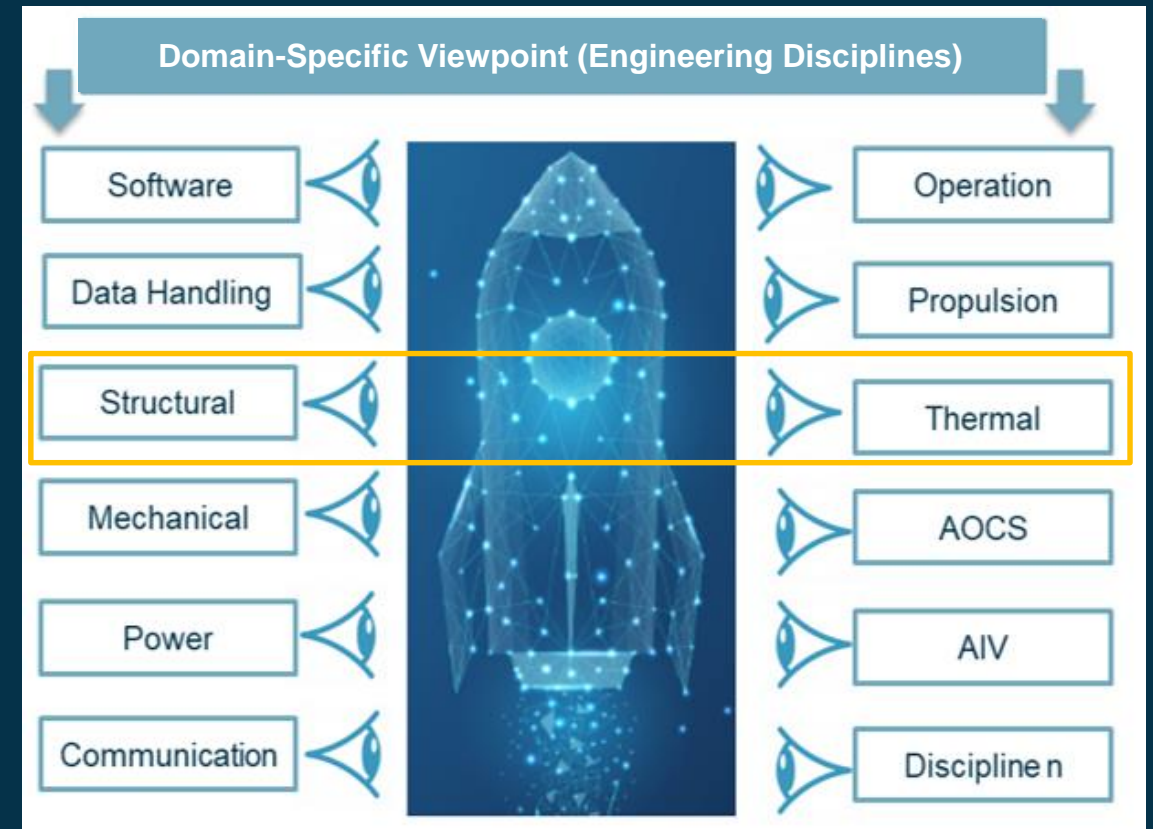 Domain-Specific Viewpoint (Engineering Disciplines)
Software
Data Handling
Structural
Mechanical
Power
Communication
Operation
Propulsion
Thermal
AOCS
AIV
Discipline n